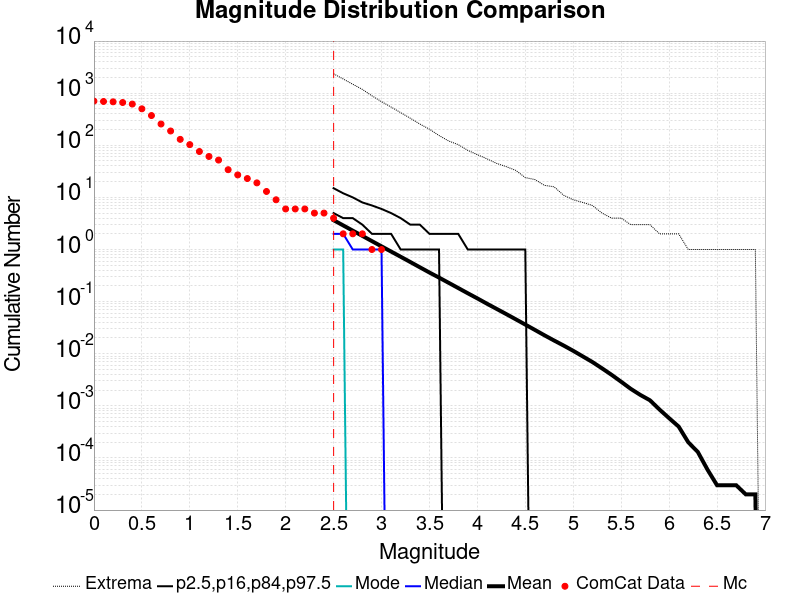 Magnitude Distribution Comparison
10^4
10^3
10^2
10^1
10^0
10^-1
10^-2
10^-3
10^-4
10^-5
Cumulative Number
0 0.5 1 1.5 2 2.5 3 3.5 4 4.5 5 5.5 6 6.5 7
Magnitude
Extrema p2.5,p16,p84,p97.5 Mode Median Mean ComCat Data Mc